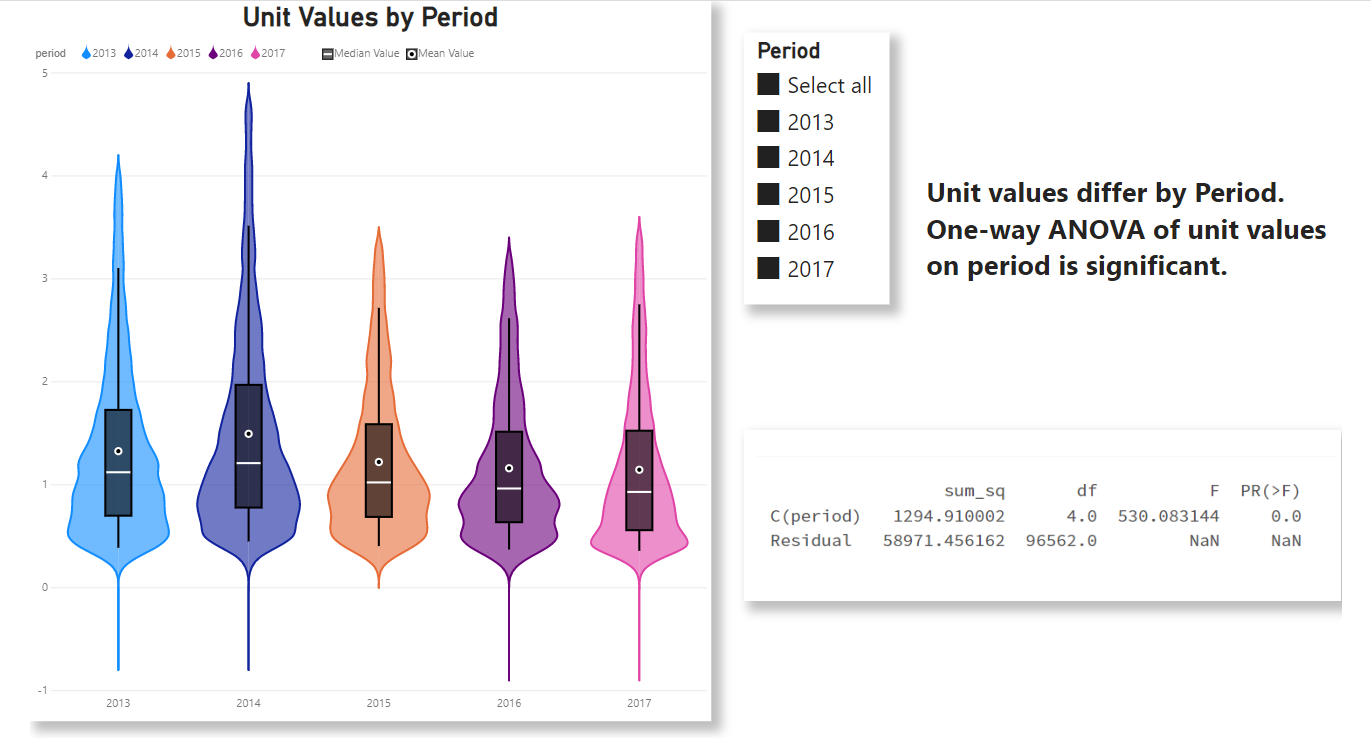 Unit Values by Period
period 2013 2014 2015 2016 2017 Median Value Mean Value
5
4
3
2
1
0
-1
2013 2014 2015 2016 2017
Period
Select all
2013
2014
2015
2016
2017
Unit values differ by Period.
One-way ANOVA of unit values
on period is significant.
sum_sq df F PR(>F)
C(period) 1294.910002 4.0 530.083144 0.0
Residual 58971.456162 96562.0 NaN NaN